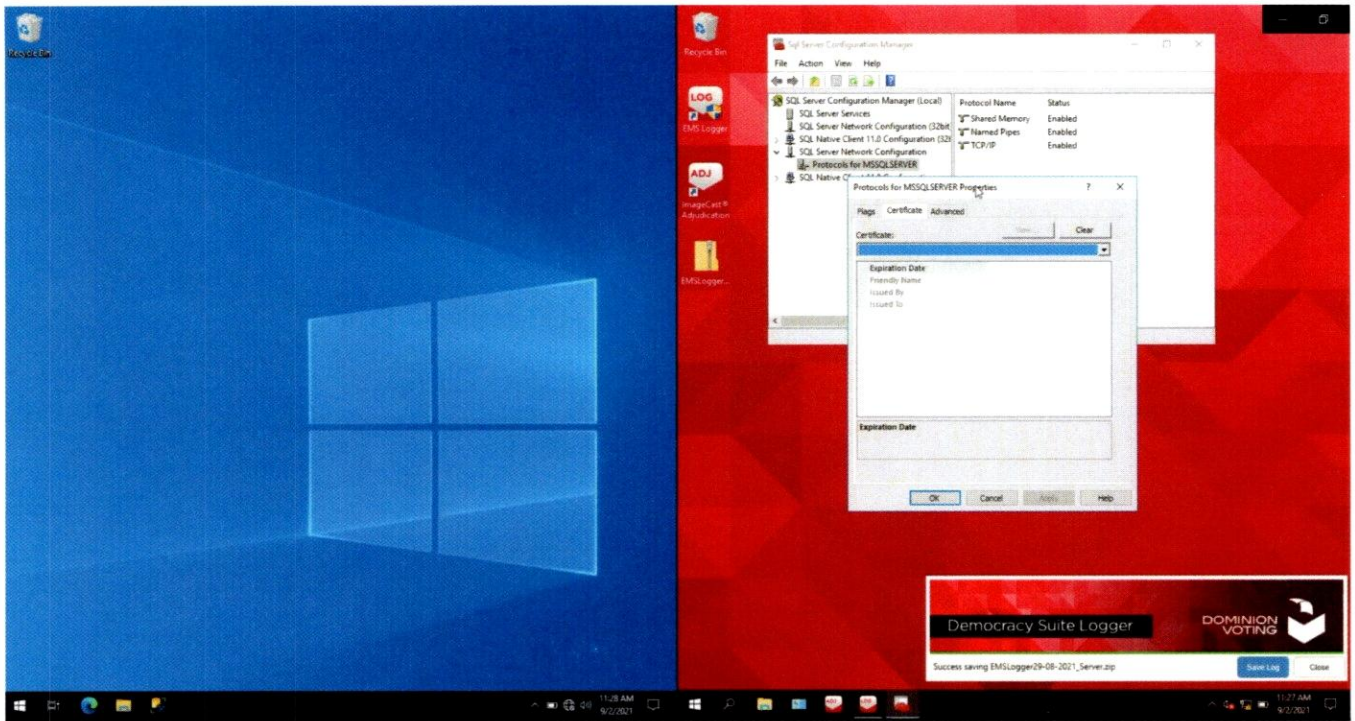 Recycle Bin
11:28 AM
9/2/2021
Recycle Bin
LOG
EMS Logger
ADJ
ImageCast®
Adjudication
EMSLogger...
Sql Server Configuration Manager
File Action View Help
SQL Server Configuration Manager (Local)
SQL Server Services
SQL Server Network Configuration (32bit
SQL Native Client 11.0 Configuration (32
SQL Server Network Configuration
Protocols for MSSQLSERVER
SQL Native
Protocol Name Status
Shared Memory Enabled
Named Pipes Enabled
TCP/IP Enabled
Protocols for MSSQLSERVER Properties ?
Flags Certificate Advanced
Certificate: View... Clear
Expiration Date
Friendly Name
Issued By
Issued To
Expiration Date
OK Cancel Apply Help
Democracy Suite Logger
DOMINION
VOTING
Success saving EMSLogger29-08-2021_Server.zip
Save Log Close
ADJ LOG
11:27 AM
9/2/2021